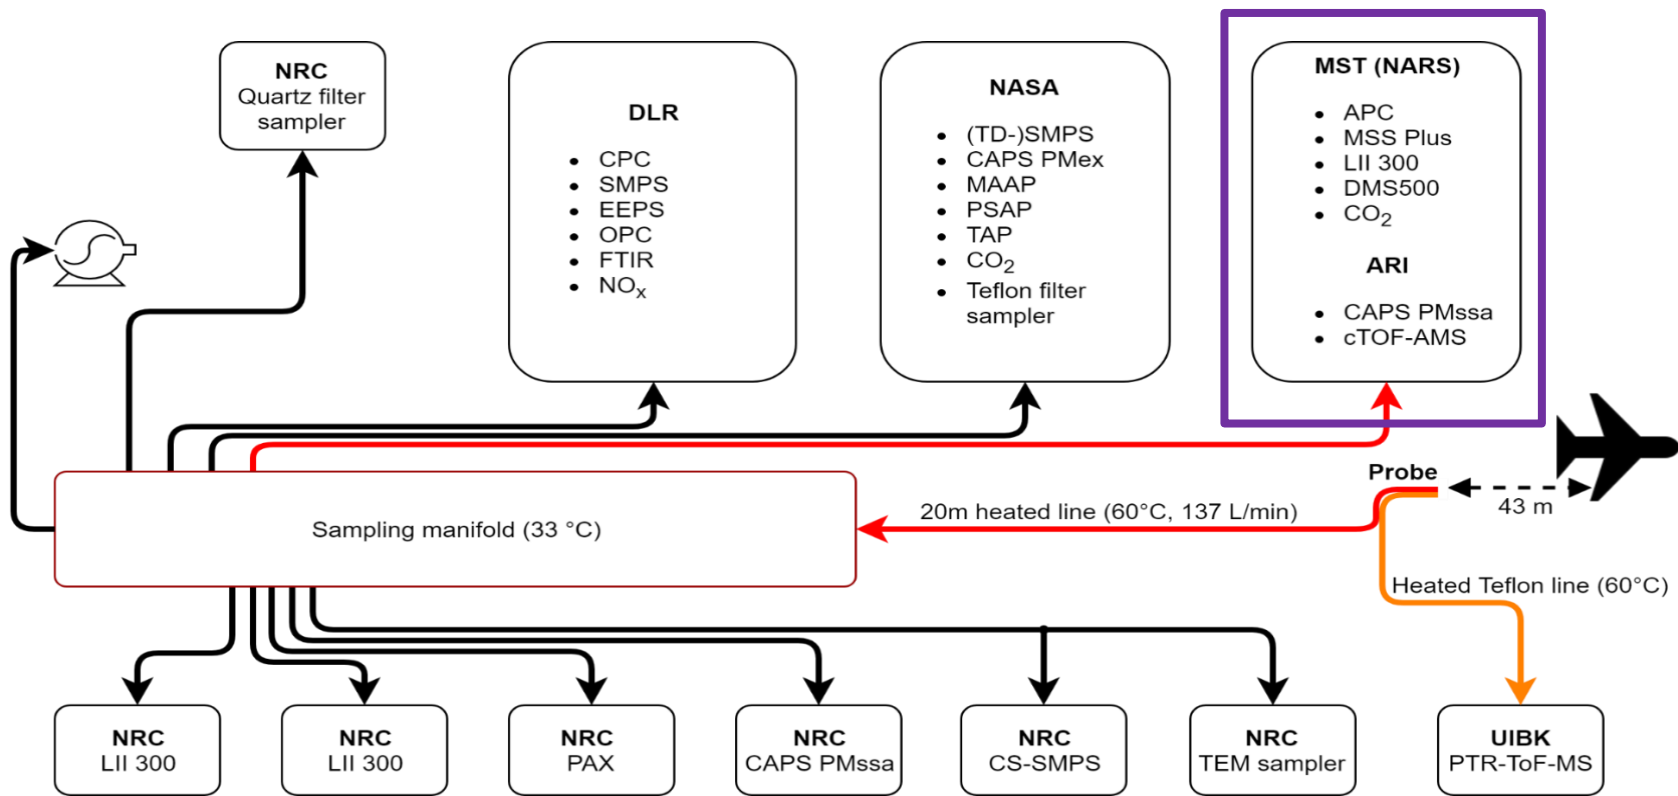 NRC
Quartz filter
sampler
DLR
• CPC
• SMPS
• EEPS
• OPC
• FTIR
• NOx
NASA
• (TD-)SMPS
• CAPS PMex
• MAAP
• PSAP
• TAP
• CO2
• Teflon filter
sampler
MST (NARS)
• APC
• MSS Plus
• LII 300
• DMS500
• CO2
ARI
• CAPS PMssa
• cTOF-AMS
Probe
43 m
20m heated line (60°C, 137 L/min)
Sampling manifold (33 °C)
Heated Teflon line (60°C)
NRC
LII 300
NRC
LII 300
NRC
PAX
NRC
CAPS PMssa
NRC
CS-SMPS
NRC
TEM sampler
UIBK
PTR-ToF-MS